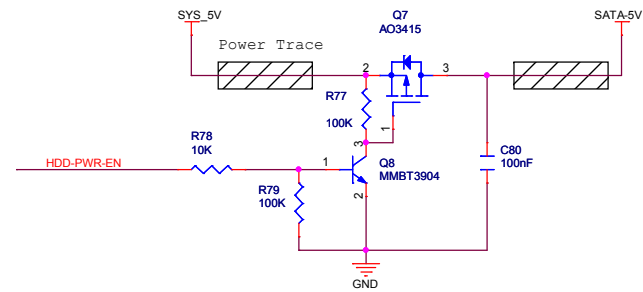 SYS_5V
Q7
AO3415
SATA-5V
Power Trace
2
3
R77
100K
1
R78
10K
3
HDD-PWR-EN
1
Q8
MMBT3904
C80
100nF
R79
100K
2
GND